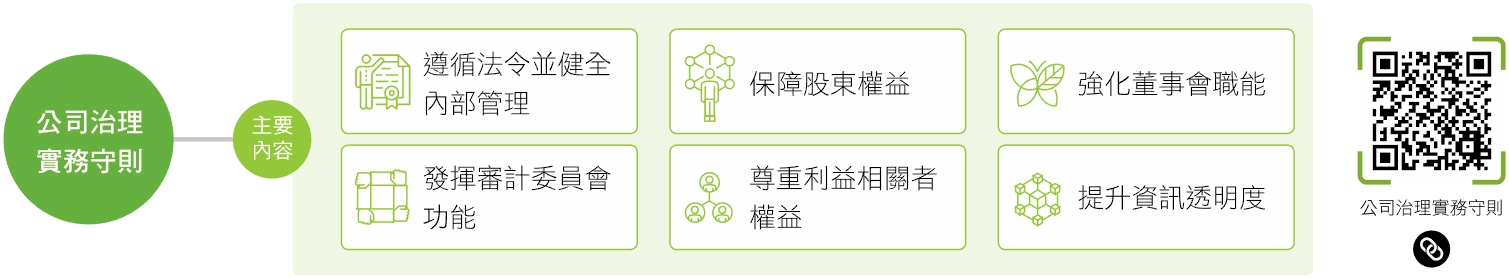 公司治理
實務守則
主要
內容
遵循法令並健全
內部管理
保障股東權益
強化董事會職能
發揮審計委員會
功能
尊重利益相關者
權益
提升資訊透明度
公司治理實務守則